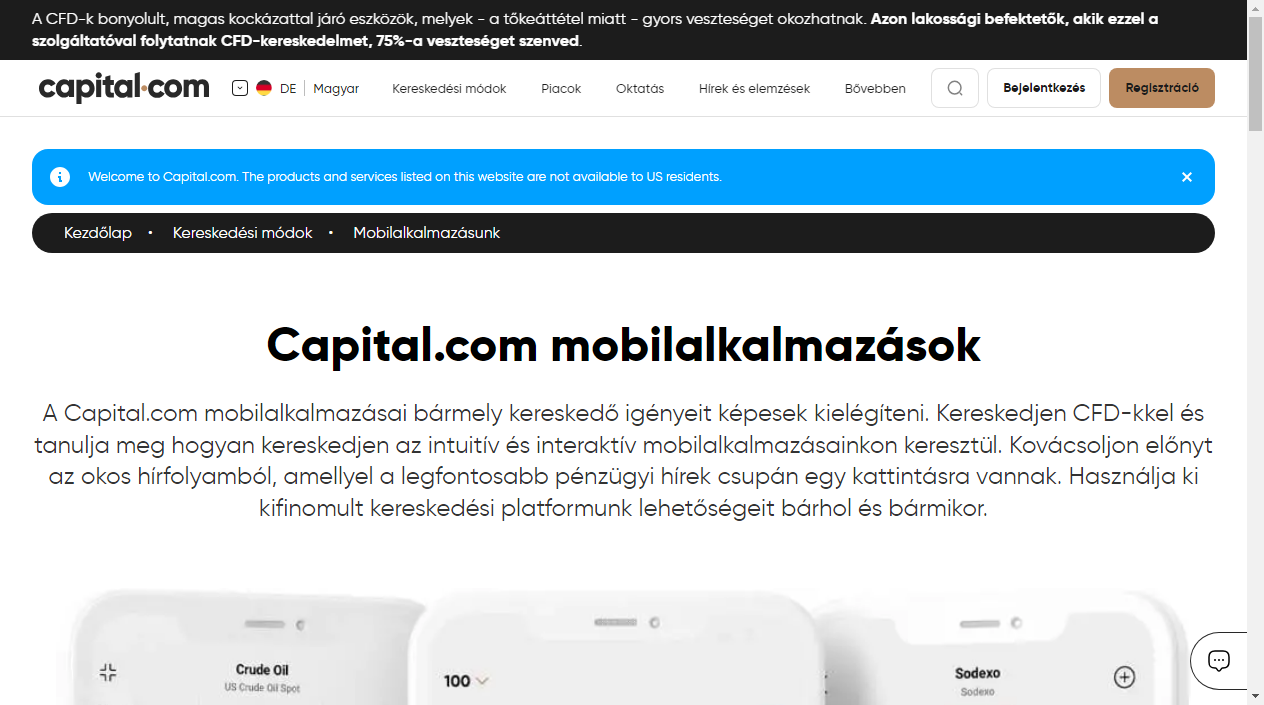 A CFD-k bonyolult, magas kockázattal járó eszközök, melyek - a tőkeáttétel miatt - gyors veszteséget okozhatnak. Azon lakossági befektetők, akik ezzel a
szolgáltatóval folytatnak CFD-kereskedelmet, 75%-a veszteséget szenved.
capital.com DE Magyar Kereskedési módok Piacok Oktatás Hírek és elemzések Bővebben Bejelentkezés Regisztráció
Welcome to Capital.com. The products and services listed on this website are not available to US residents.
Kezdőlap • Kereskedési módok • Mobilalkalmazásunk
Capital.com mobilalkalmazások
A Capital.com mobilalkalmazásai bármely kereskedő igényeit képesek kielégíteni. Kereskedjen CFD-kkel és
tanulja meg hogyan kereskedjen az intuitív és interaktív mobilalkalmazásainkon keresztül. Kovácsoljon előnyt
az okos hírfolyamból, amellyel a legfontosabb pénzügyi hírek csupán egy kattintásra vannak. Használja ki
kifinomult kereskedési platformunk lehetőségeit bárhol és bármikor.
Crude Oil
US Crude Oil Spot
100
Sodexo
Sodexo